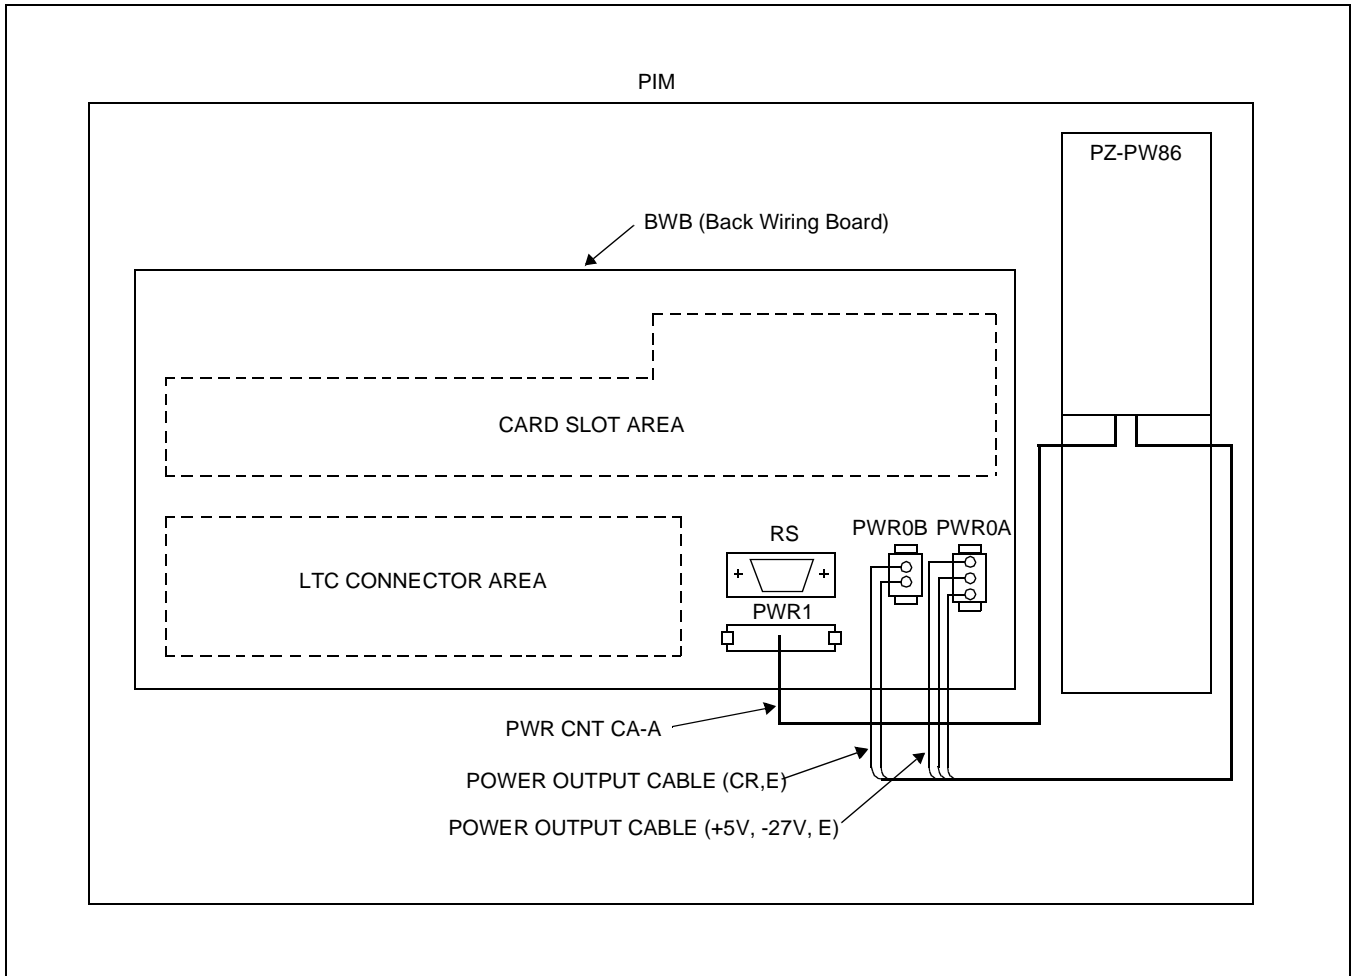 PIM
PZ-PW86
BWB (Back Wiring Board)
CARD SLOT AREA
LTC CONNECTOR AREA
RS
PWR0B PWR0A
PWR1
PWR CNT CA-A
POWER OUTPUT CABLE (CR,E)
POWER OUTPUT CABLE (+5V, -27V, E)